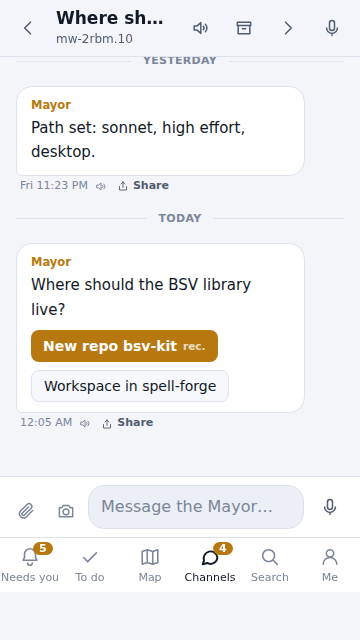 Where sh...
mw-2rbm.10
YESTERDAY
Mayor
Path set: sonnet, high effort,
desktop.
Fri 11:23 PM Share
TODAY
Mayor
Where should the BSV library
live?
New repo bsv-kit rec.
Workspace in spell-forge
12:05 AM Share
Message the Mayor...
5 4
Needs you To do Map Channels Search Me